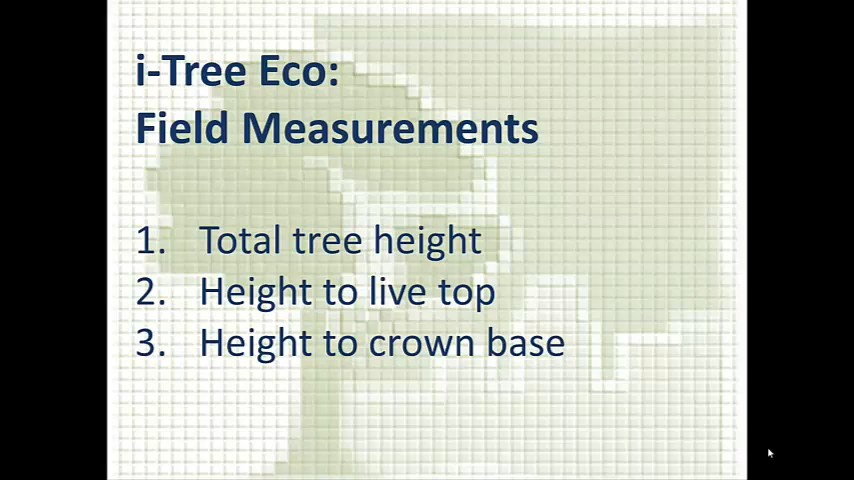 i-Tree Eco:
Field Measurements
1. Total tree height
2. Height to live top
3. Height to crown base